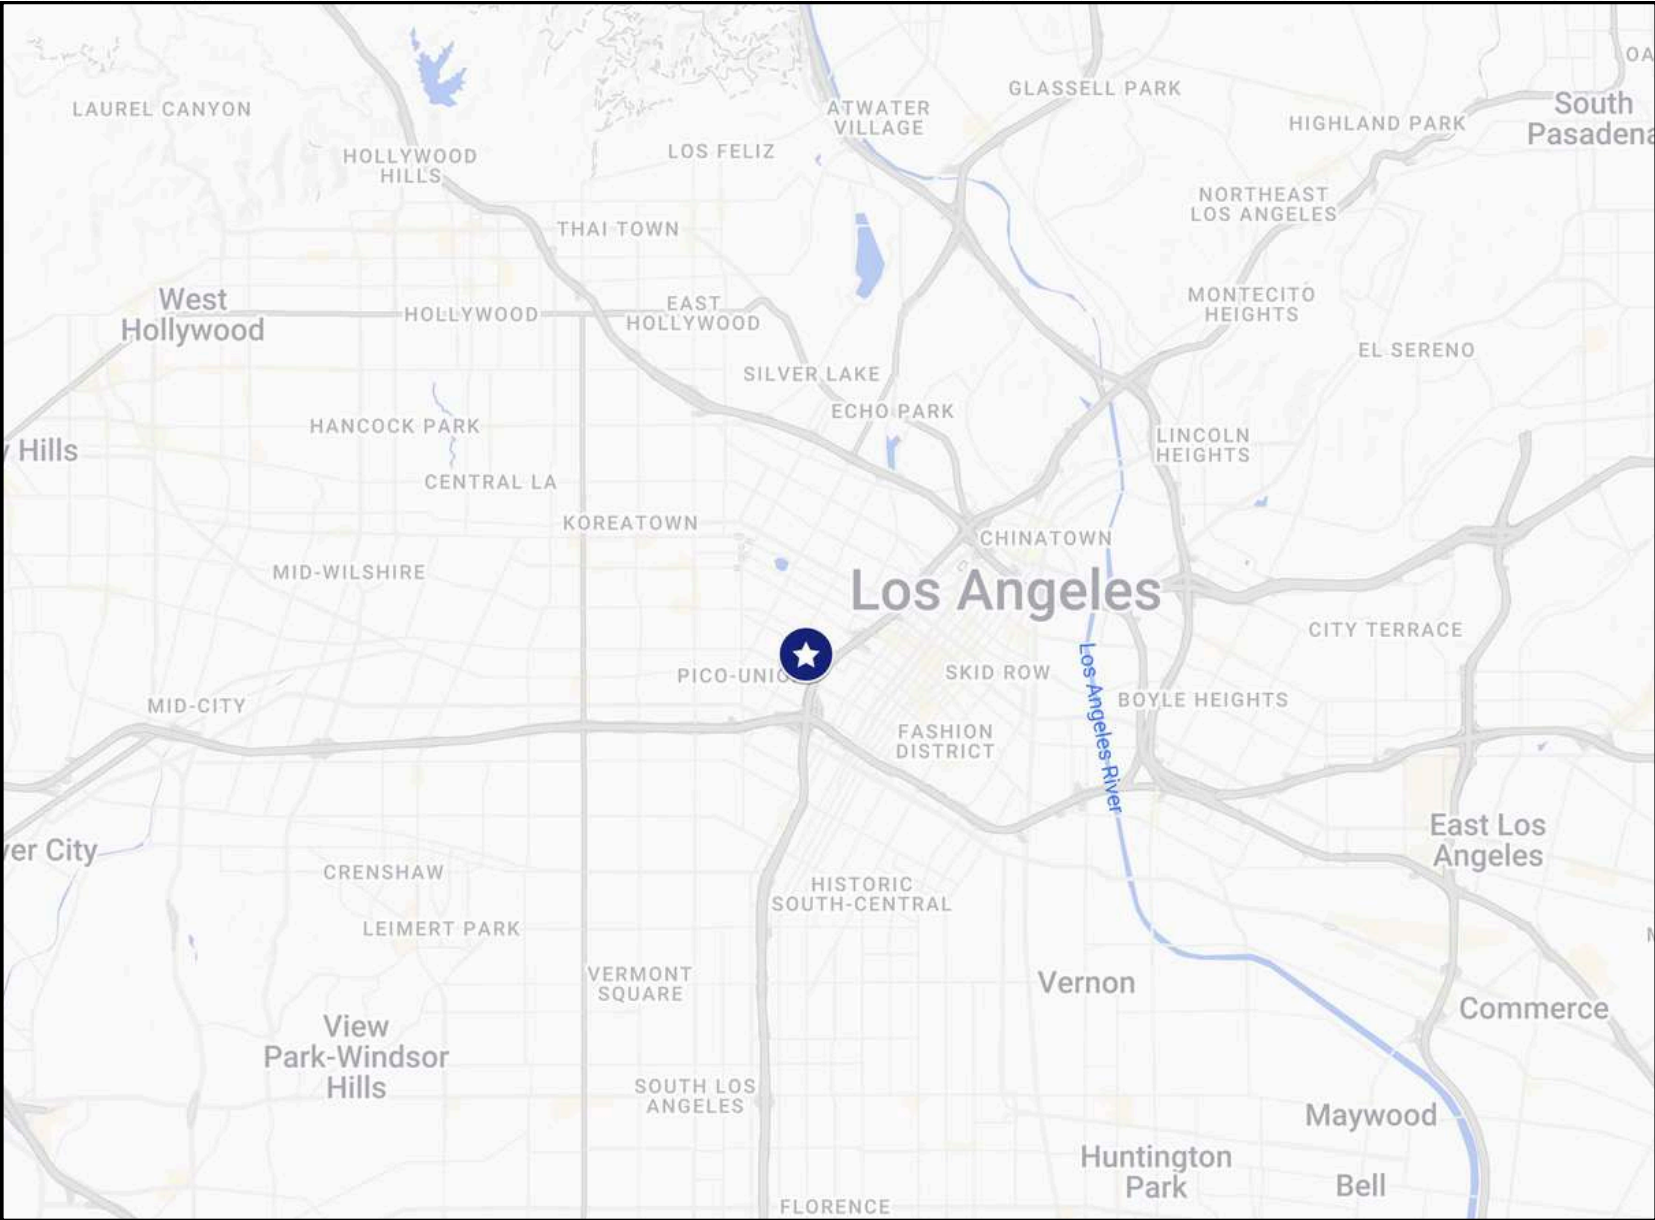 OA
GLASSELL PARK
South
Pasadena
LAUREL CANYON
ATWATER
VILLAGE
HIGHLAND PARK
HOLLYWOOD
HILLS
LOS FELIZ
NORTHEAST
LOS ANGELES
THAI TOWN
West
Hollywood
HOLLYWOOD
EAST
HOLLYWOOD
MONTECITO
HEIGHTS
EL SERENO
SILVER LAKE
ECHO PARK
HANCOCK PARK
LINCOLN
HEIGHTS
y Hills
CENTRAL LA
KOREATOWN
CHINATOWN
MID-WILSHIRE
Los Angeles
CITY TERRACE
PICO-UNIO
SKID ROW
Los Angeles River
BOYLE HEIGHTS
MID-CITY
FASHION
DISTRICT
East Los
Angeles
ver City
CRENSHAW
HISTORIC
SOUTH-CENTRAL
LEIMERT PARK
VERMONT
SQUARE
Vernon
Commerce
View
Park-Windsor
Hills
SOUTH LOS
ANGELES
Maywood
Huntington
Park
Bell
FLORENCE